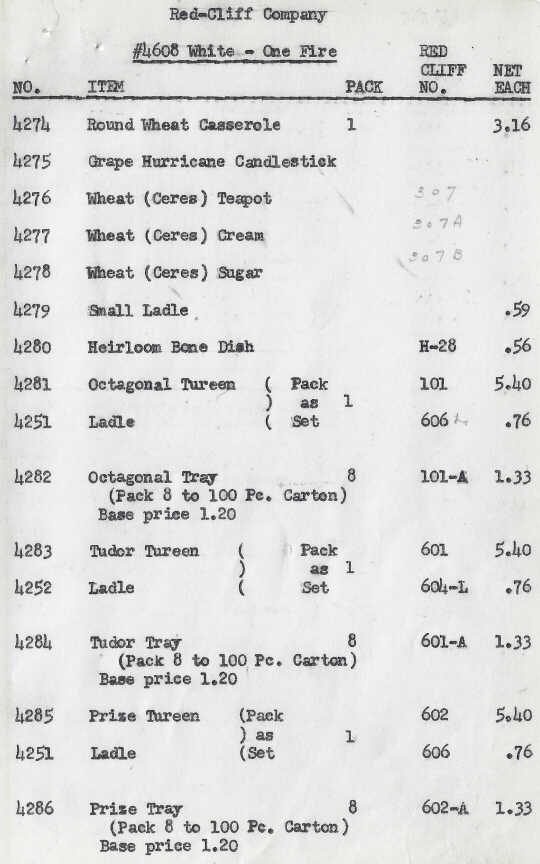 Red-Cliff Company
#4608 White - One Fire
RED
CLIFF NET
NO. ITEM PACK NO. EACH
4274 Round Wheat Casserole 1 3.16
4275 Grape Hurricane Candlestick
4276 Wheat (Ceres) Teapot 307
4277 Wheat (Ceres) Cream 307A
4278 Wheat (Ceres) Sugar 307B
4279 Small Ladle .59
4280 Heirloom Bone Dish H-28 .56
4281 Octagonal Tureen ( Pack 101 5.40
) as 1
4251 Ladle ( Set 606 L .76
4282 Octagonal Tray 8 101-A 1.33
(Pack 8 to 100 Pc. Carton)
Base price 1.20
4283 Tudor Tureen ( Pack 601 5.40
) as 1
4252 Ladle ( Set 604-L .76
4284 Tudor Tray 8 601-A 1.33
(Pack 8 to 100 Pc. Carton)
Base price 1.20
4285 Prize Tureen (Pack 602 5.40
) as 1
4251 Ladle (Set 606 .76
4286 Prize Tray 8 602-A 1.33
(Pack 8 to 100 Pc. Carton)
Base price 1.20